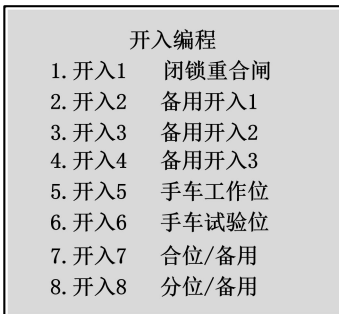 开入编程
1.开入1 闭锁重合闸
2.开入2 备用开入1
3.开入3 备用开入2
4.开入4 备用开入3
5.开入5 手车工作位
6.开入6 手车试验位
7.开入7 合位/备用
8.开入8 分位/备用